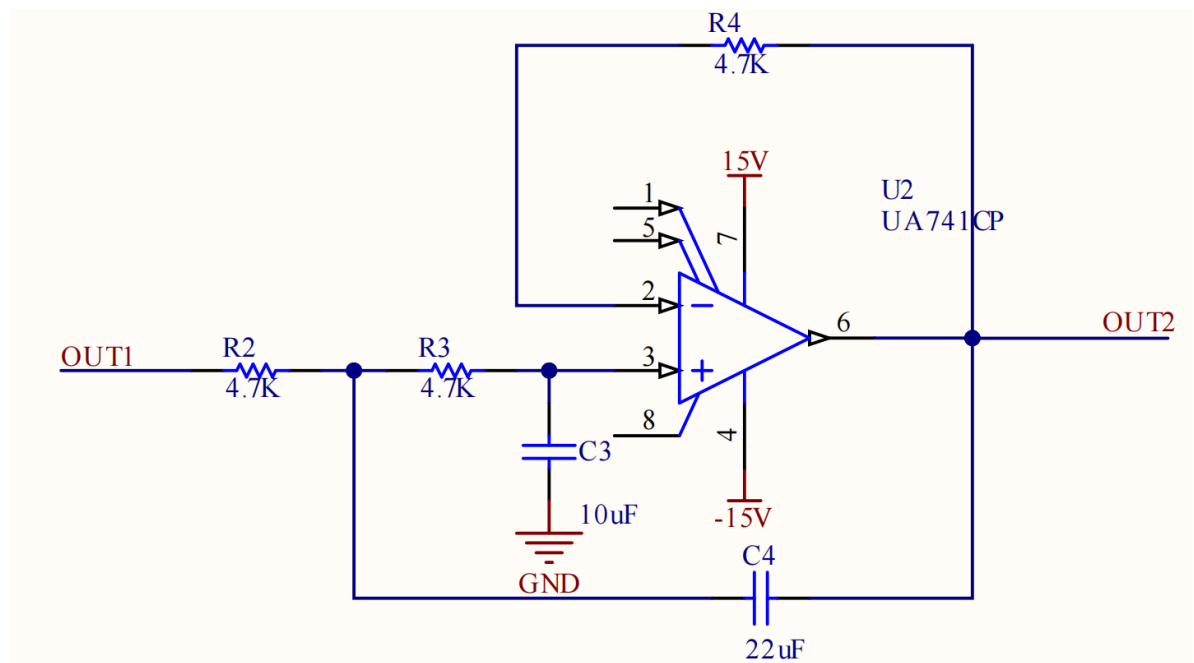 R4
4.7K
15V
1
U2
5
7
UA741CP
2
6
OUT1
R2
R3
3
OUT2
4.7K
4.7K
8
4
C3
10uF
-15V
C4
GND
22uF